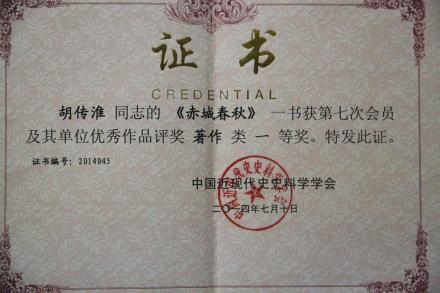 证书
CREDENTIAL
胡传淮 同志的 《赤城春秋》 一书获第七次会员
及其单位优秀作品评奖 著作 类 一 等奖。特发此证。
证书编号：2014045
中国近现代史史料学学会
二〇一四年七月十日